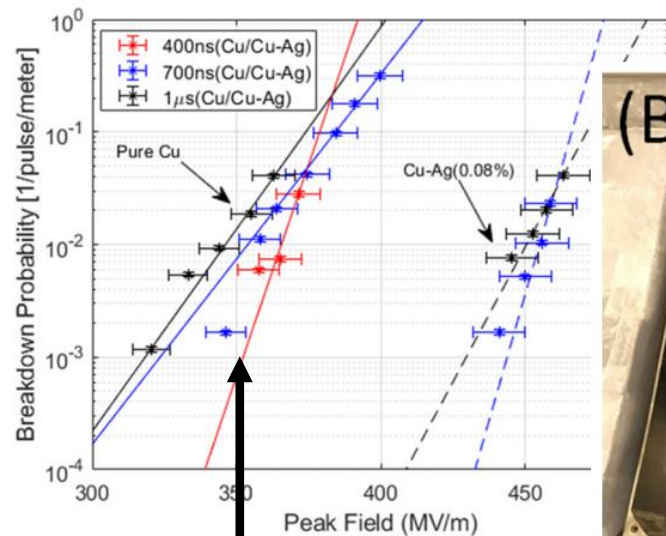 10^0
10^-1
10^-2
10^-3
10^-4
Breakdown Probability [1/pulse/meter]
400ns(Cu/Cu-Ag)
700ns(Cu/Cu-Ag)
1μs(Cu/Cu-Ag)
Pure Cu
Cu-Ag(0.08%)
(B
300
350
400
450
Peak Field (MV/m)